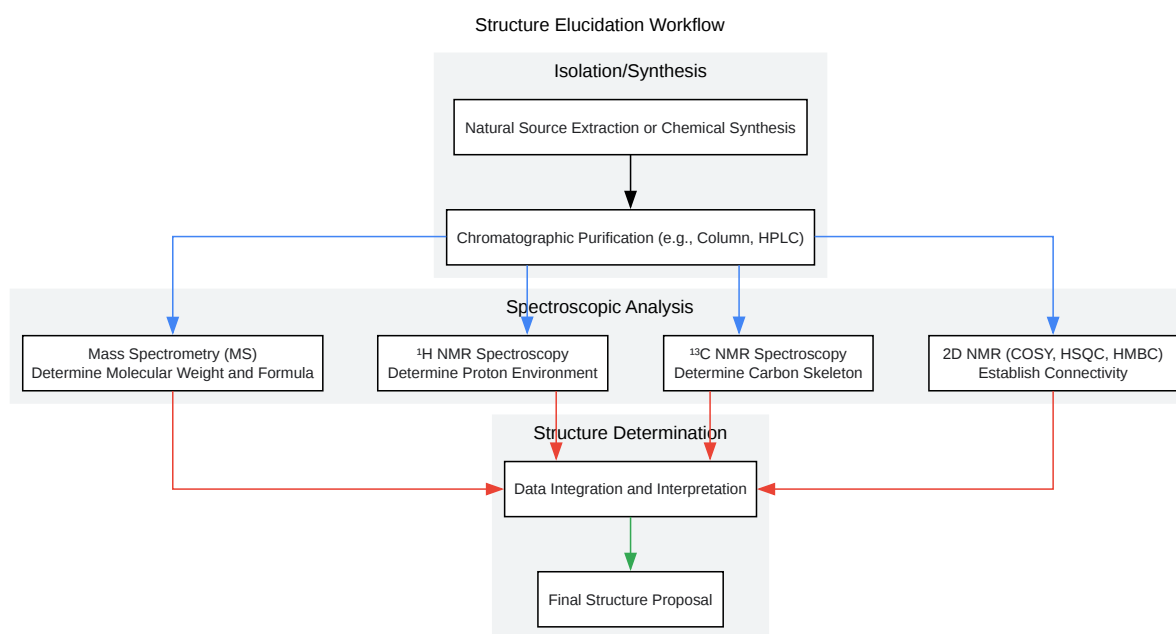 Structure Elucidation Workflow
Isolation/Synthesis
Natural Source Extraction or Chemical Synthesis
Chromatographic Purification (e.g., Column, HPLC)
Spectroscopic Analysis
Mass Spectrometry (MS)
Determine Molecular Weight and Formula
¹H NMR Spectroscopy
Determine Proton Environment
¹³C NMR Spectroscopy
Determine Carbon Skeleton
2D NMR (COSY, HSQC, HMBC)
Establish Connectivity
Structure Determination
Data Integration and Interpretation
Final Structure Proposal